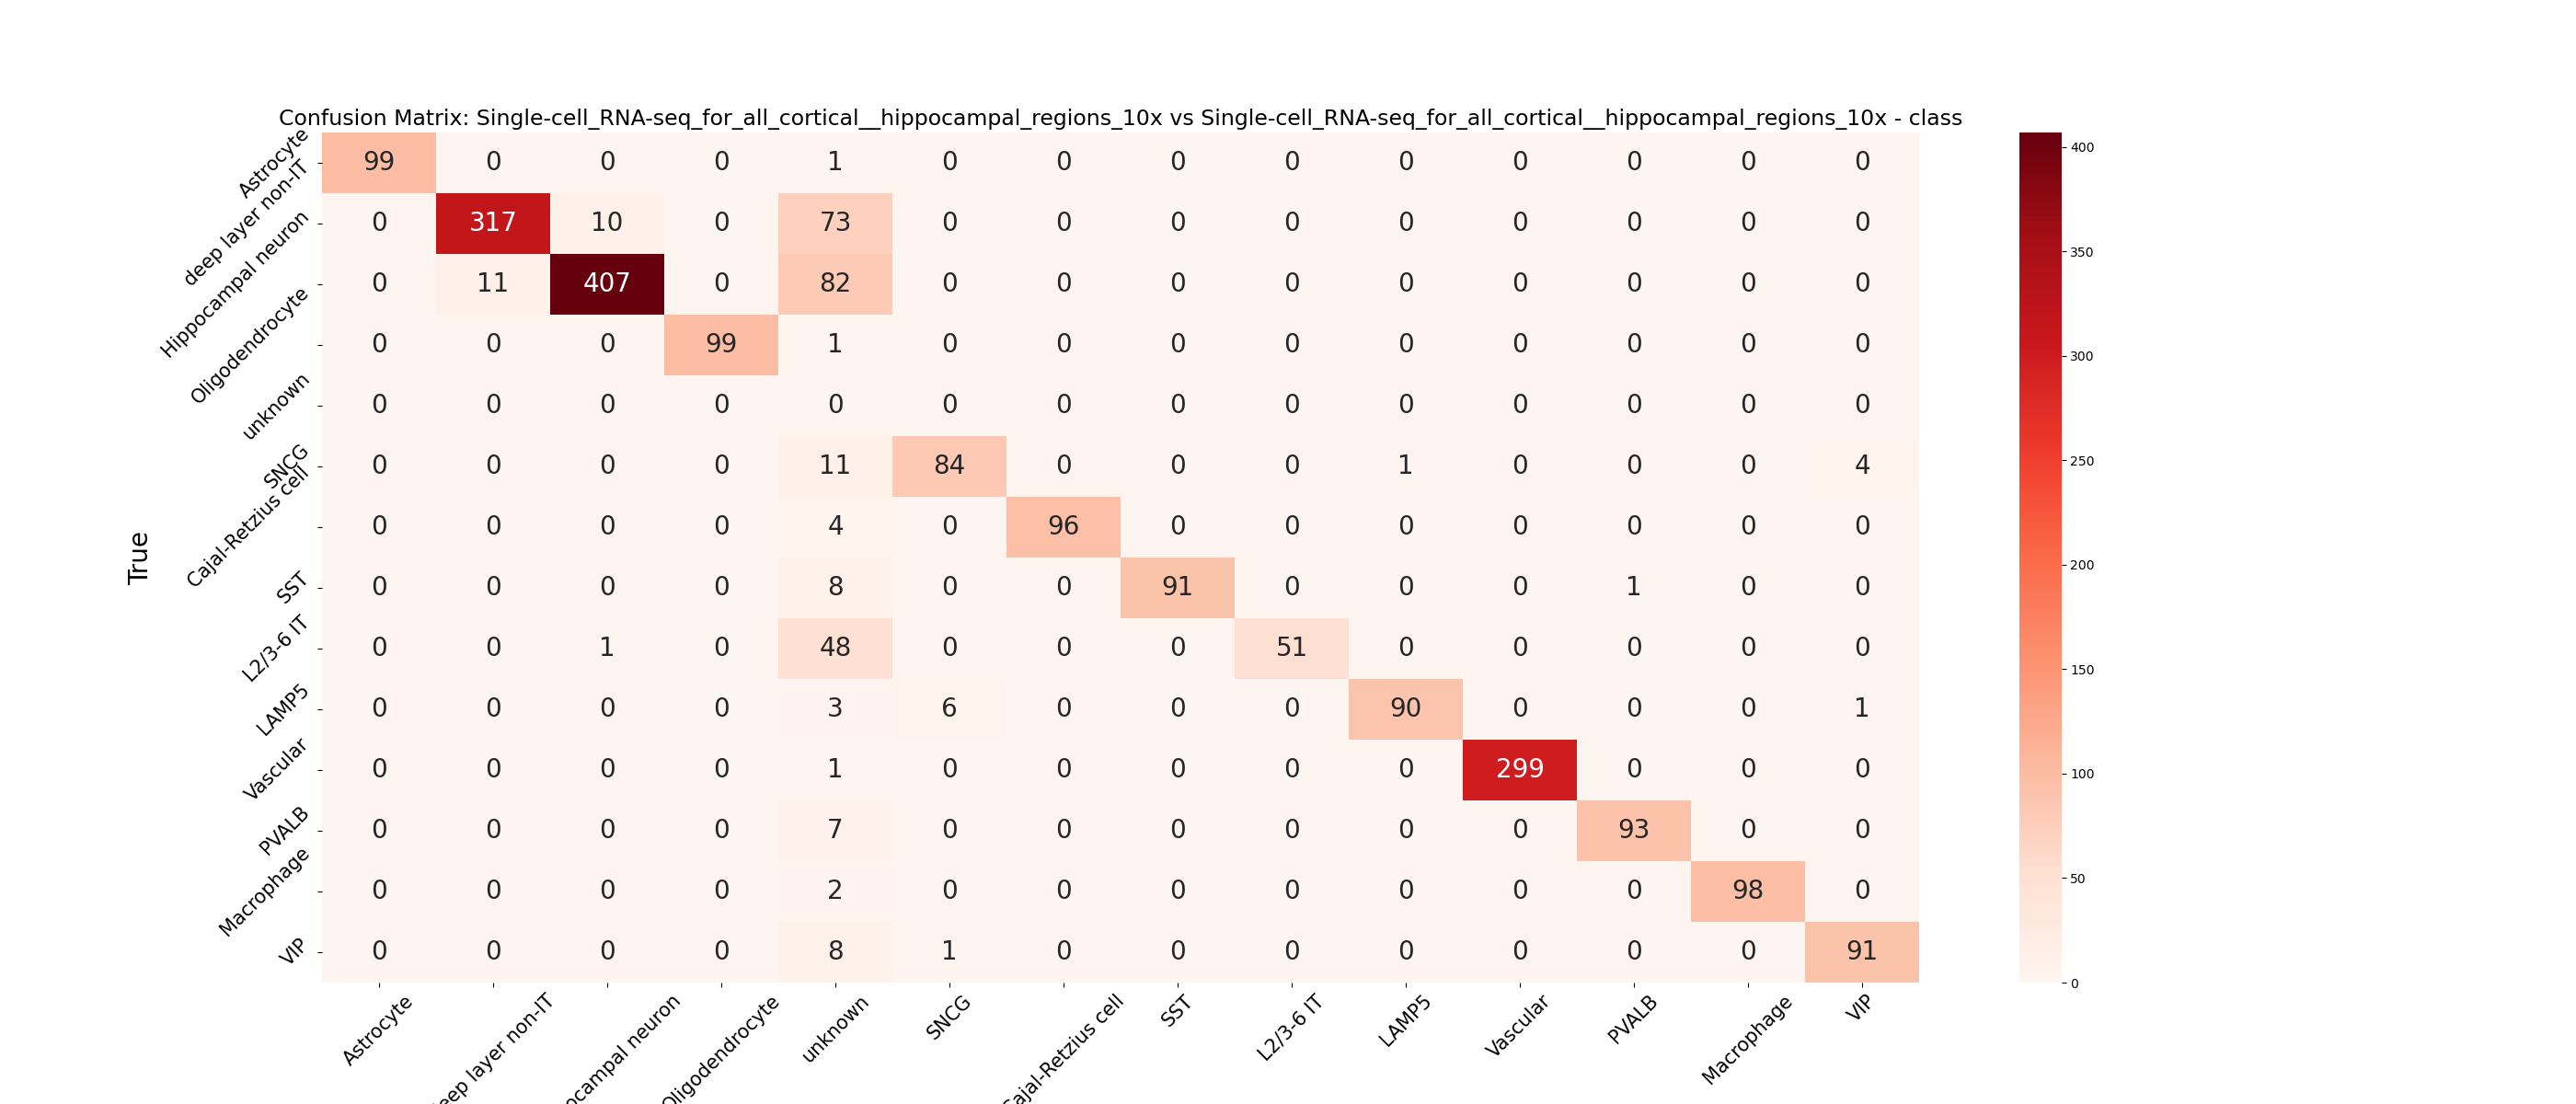 Confusion Matrix: Single-cell_RNA-seq_for_all_cortical__hippocampal_regions_10x vs Single-cell_RNA-seq_for_all_cortical__hippocampal_regions_10x - class
True
Astrocyte 99 0 0 0 1 0 0 0 0 0 0 0 0 0
deep layer non-IT 0 317 10 0 73 0 0 0 0 0 0 0 0 0
Hippocampal neuron 0 11 407 0 82 0 0 0 0 0 0 0 0 0
Oligodendrocyte 0 0 0 99 1 0 0 0 0 0 0 0 0 0
unknown 0 0 0 0 0 0 0 0 0 0 0 0 0 0
SNCG 0 0 0 0 11 84 0 0 0 1 0 0 0 4
Cajal-Retzius cell 0 0 0 0 4 0 96 0 0 0 0 0 0 0
SST 0 0 0 0 8 0 0 91 0 0 0 1 0 0
L2/3-6 IT 0 0 1 0 48 0 0 0 51 0 0 0 0 0
LAMP5 0 0 0 0 3 6 0 0 0 90 0 0 0 1
Vascular 0 0 0 0 1 0 0 0 0 0 299 0 0 0
PVALB 0 0 0 0 7 0 0 0 0 0 0 93 0 0
Macrophage 0 0 0 0 2 0 0 0 0 0 0 0 98 0
VIP 0 0 0 0 8 1 0 0 0 0 0 0 0 91
Astrocyte
eep layer non-IT
ocampal neuron
Oligodendrocyte
unknown
SNCG
Cajal-Retzius cell
SST
L2/3-6 IT
LAMP5
Vascular
PVALB
Macrophage
VIP
400
350
300
250
200
150
100
50
0